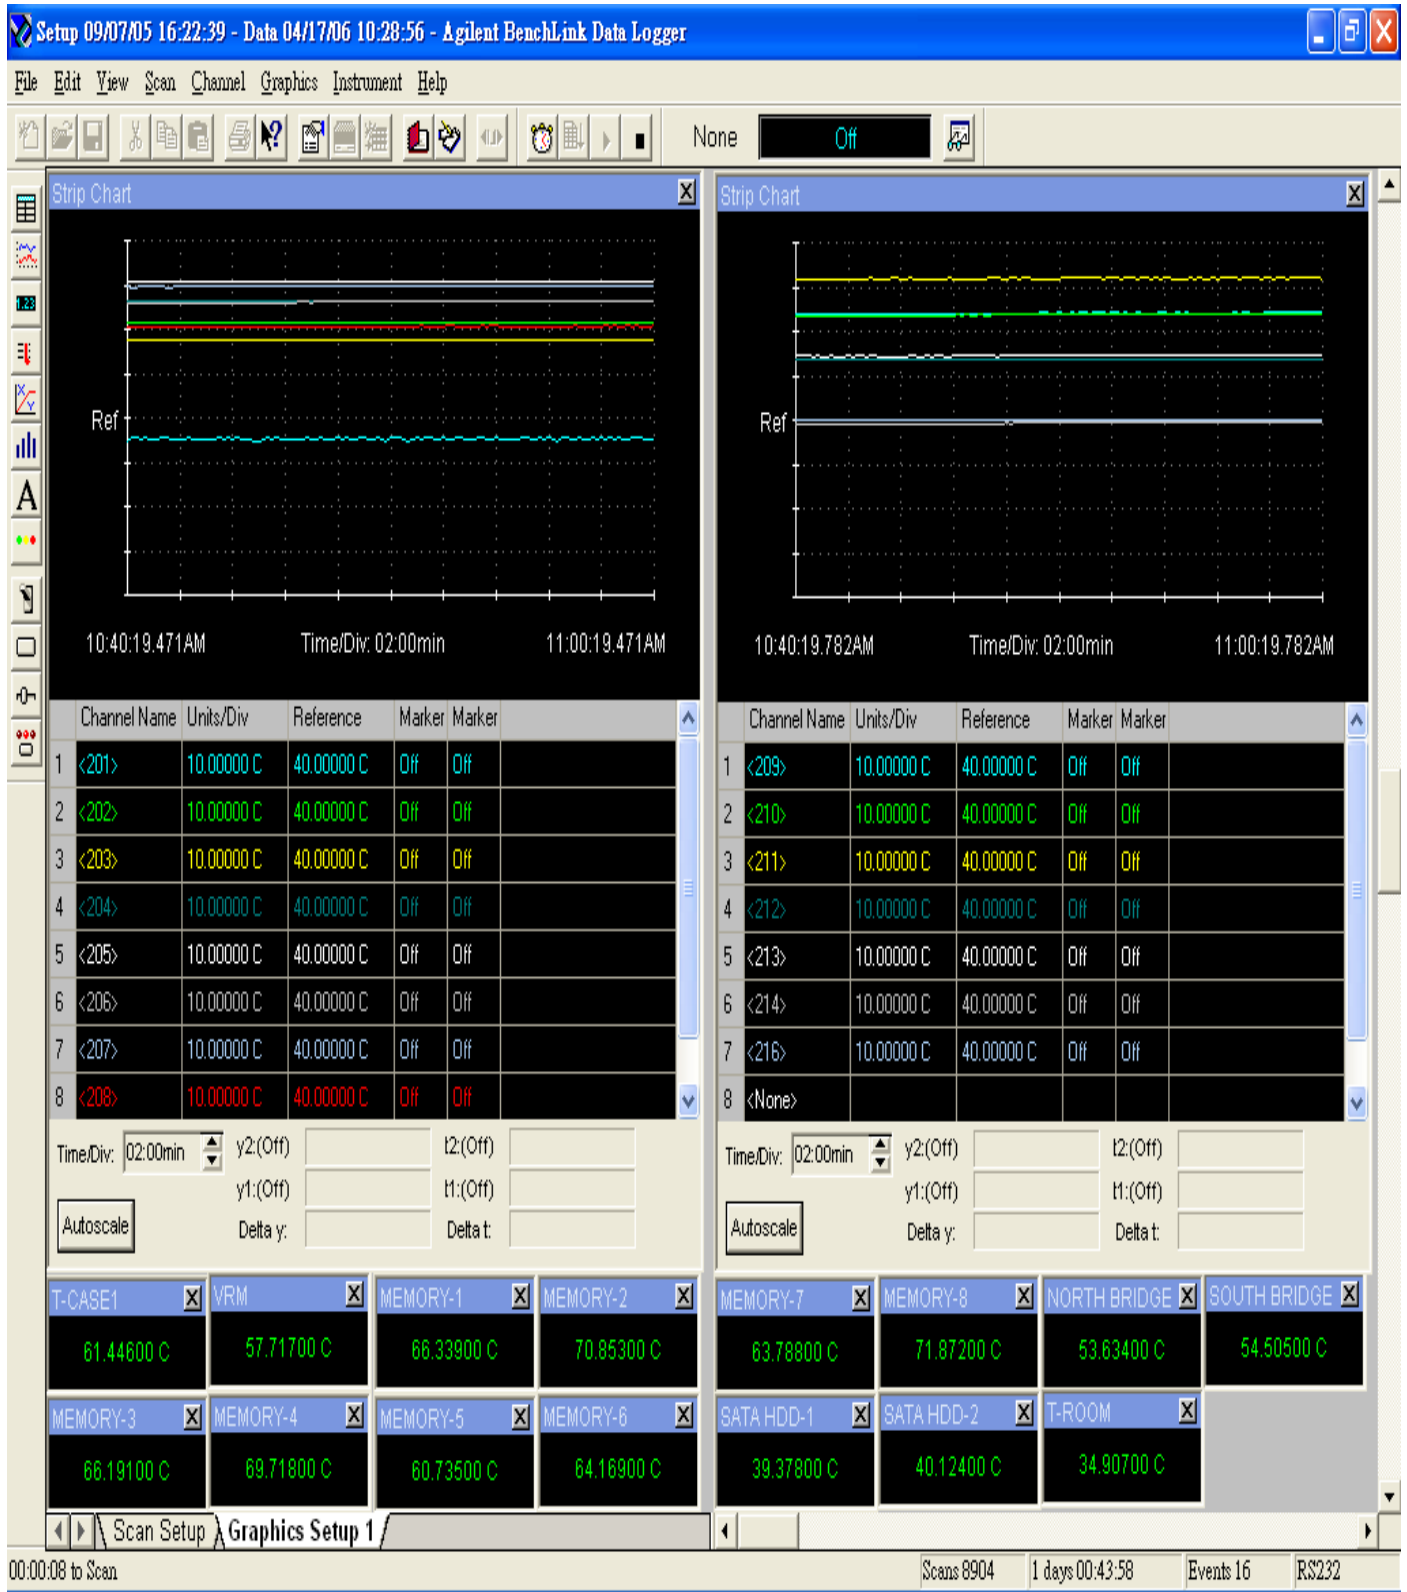 Setup 09/07/05 16:22:39 - Data 04/17/06 10:28:56 - Agilent BenchLink Data Logger
File Edit View Scan Channel Graphics Instrument Help
None Off
1.23
A
Strip Chart
Ref
10:40:19.471AM Time/Div: 02:00min 11:00:19.471AM
Channel Name Units/Div Reference Marker Marker
1 <201> 10.00000 C 40.00000 C Off Off
2 <202> 10.00000 C 40.00000 C Off Off
3 <203> 10.00000 C 40.00000 C Off Off
4 <204> 10.00000 C 40.00000 C Off Off
5 <205> 10.00000 C 40.00000 C Off Off
6 <206> 10.00000 C 40.00000 C Off Off
7 <207> 10.00000 C 40.00000 C Off Off
8 <208> 10.00000 C 40.00000 C Off Off
Time/Div: 02:00min y2:(Off) t2:(Off)
y1:(Off) t1:(Off)
Autoscale Delta y: Delta t:
Strip Chart
Ref
10:40:19.782AM Time/Div: 02:00min 11:00:19.782AM
Channel Name Units/Div Reference Marker Marker
1 <209> 10.00000 C 40.00000 C Off Off
2 <210> 10.00000 C 40.00000 C Off Off
3 <211> 10.00000 C 40.00000 C Off Off
4 <212> 10.00000 C 40.00000 C Off Off
5 <213> 10.00000 C 40.00000 C Off Off
6 <214> 10.00000 C 40.00000 C Off Off
7 <216> 10.00000 C 40.00000 C Off Off
8 <None>
Time/Div: 02:00min y2:(Off) t2:(Off)
y1:(Off) t1:(Off)
Autoscale Delta y: Delta t:
T-CASE1 VRM MEMORY-1 MEMORY-2
61.44600 C 57.71700 C 66.33900 C 70.85300 C
MEMORY-3 MEMORY-4 MEMORY-5 MEMORY-6
66.19100 C 69.71800 C 60.73500 C 64.16900 C
MEMORY-7 MEMORY-8 NORTH BRIDGE SOUTH BRIDGE
63.78800 C 71.87200 C 53.63400 C 54.50500 C
SATA HDD-1 SATA HDD-2 T-ROOM
39.37800 C 40.12400 C 34.90700 C
Scan Setup Graphics Setup 1
00:00:08 to Scan Scans 8904 1 days 00:43:58 Events 16 RS232